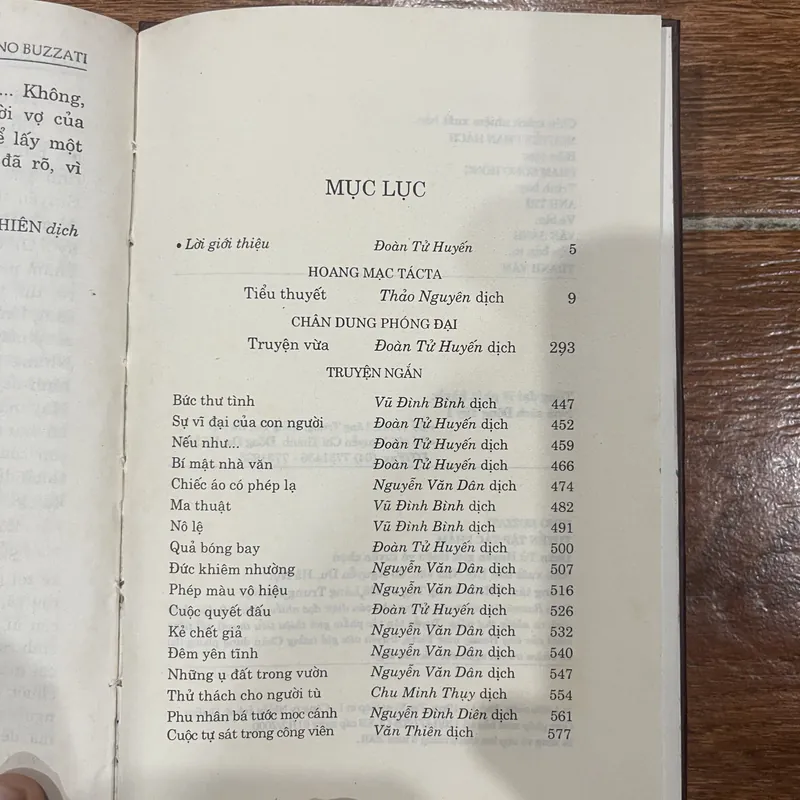 NO BUZZATI
... Không,
ời vợ của
ể lấy một
đã rõ, vì
HIÊN dịch
MỤC LỤC
• Lời giới thiệu Đoàn Tử Huyến 5
HOANG MẠC TÁCTA
Tiểu thuyết Thảo Nguyên dịch 9
CHÂN DUNG PHÓNG ĐẠI
Truyện vừa Đoàn Tử Huyến dịch 293
TRUYỆN NGẮN
Bức thư tình Vũ Đình Bình dịch 447
Sự vĩ đại của con người Đoàn Tử Huyến dịch 452
Nếu như... Đoàn Tử Huyến dịch 459
Bí mật nhà văn Đoàn Tử Huyến dịch 466
Chiếc áo có phép lạ Nguyễn Văn Dân dịch 474
Ma thuật Vũ Đình Bình dịch 482
Nô lệ Vũ Đình Bình dịch 491
Quả bóng bay Đoàn Tử Huyến dịch 500
Đức khiêm nhường Nguyễn Văn Dân dịch 507
Phép màu vô hiệu Nguyễn Văn Dân dịch 516
Cuộc quyết đấu Đoàn Tử Huyến dịch 526
Kẻ chết giả Nguyễn Văn Dân dịch 532
Đêm yên tĩnh Nguyễn Văn Dân dịch 540
Những ụ đất trong vườn Nguyễn Văn Dân dịch 547
Thử thách cho người tù Chu Minh Thụy dịch 554
Phu nhân bá tước mọc cánh Nguyễn Đình Diên dịch 561
Cuộc tự sát trong công viên Văn Thiên dịch 577